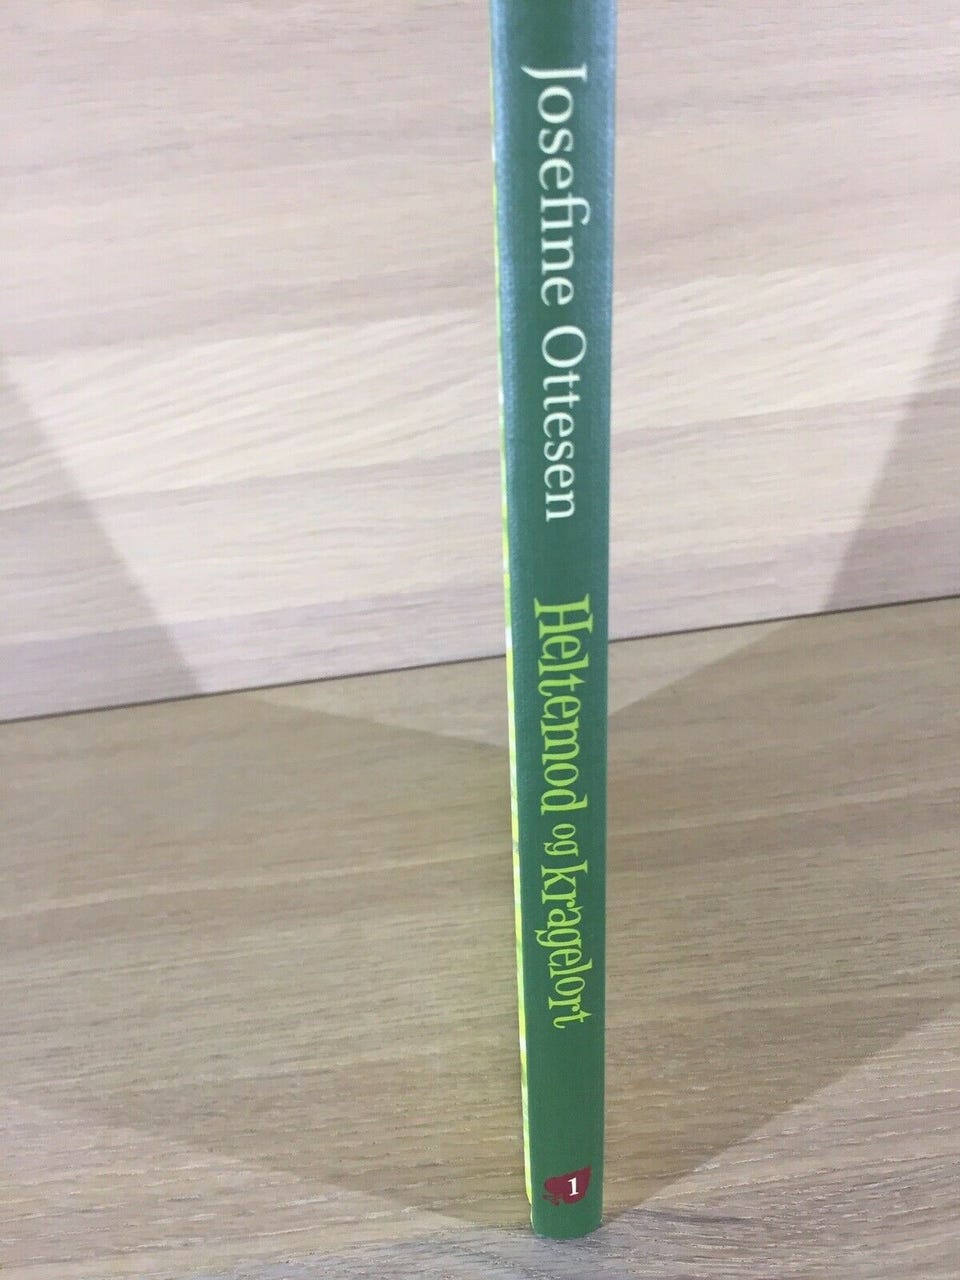 Josefine Ottesen
Heltemod og kragelort
1